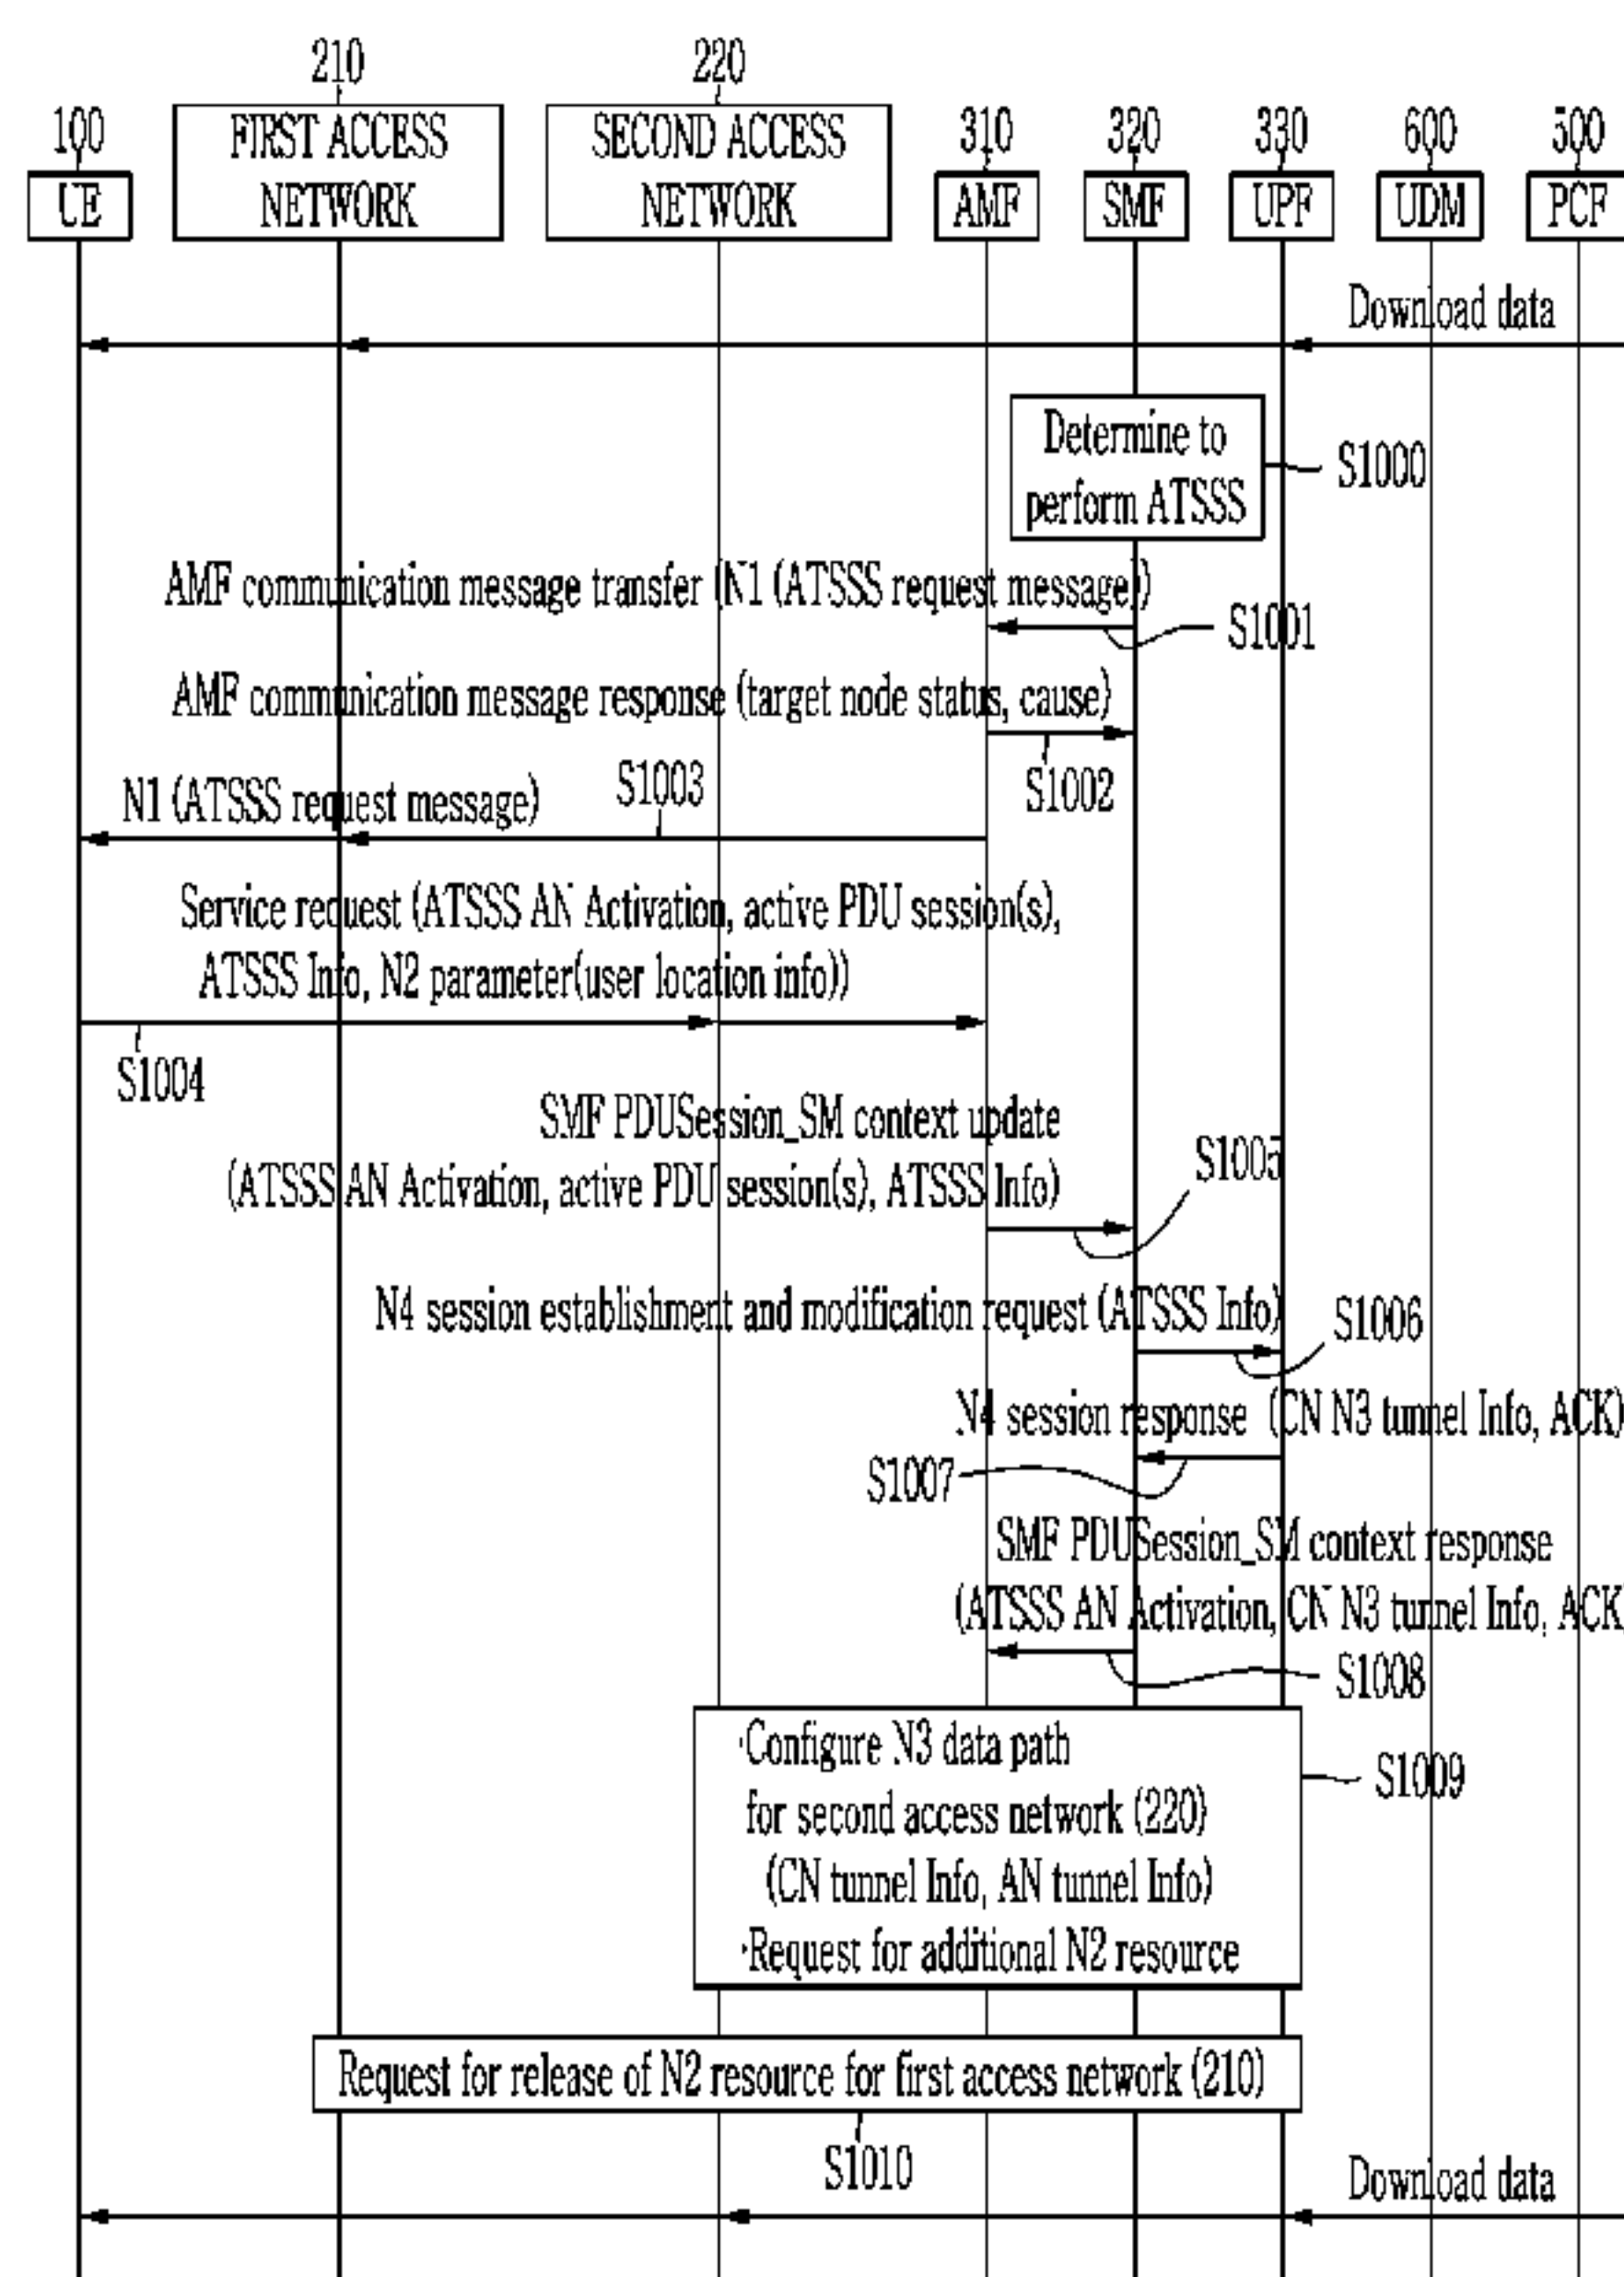 210
220
100
310
320
330
600
500
FIRST ACCESS
NETWORK
SECOND ACCESS
NETWORK
UE
AMF
SMF
UPF
UDM
PCF
Download data
Determine to
perform ATSSS
S1000
AMF communication message transfer (N1 (ATSSS request message))
S1001
AMF communication message response (target node status, cause)
S1002
N1 (ATSSS request message)
S1003
Service request (ATSSS AN Activation, active PDU session(s),
ATSSS Info, N2 parameter(user location info))
S1004
SMF PDUSession_SM context update
(ATSSS AN Activation, active PDU session(s), ATSSS Info)
S1005
N4 session establishment and modification request (ATSSS Info)
S1006
N4 session response (CN N3 tunnel Info, ACK)
S1007
SMF PDUSession_SM context response
(ATSSS AN Activation, CN N3 tunnel Info, ACK
S1008
·Configure N3 data path
for second access network (220)
(CN tunnel Info, AN tunnel Info)
·Request for additional N2 resource
S1009
Request for release of N2 resource for first access network (210)
S1010
Download data